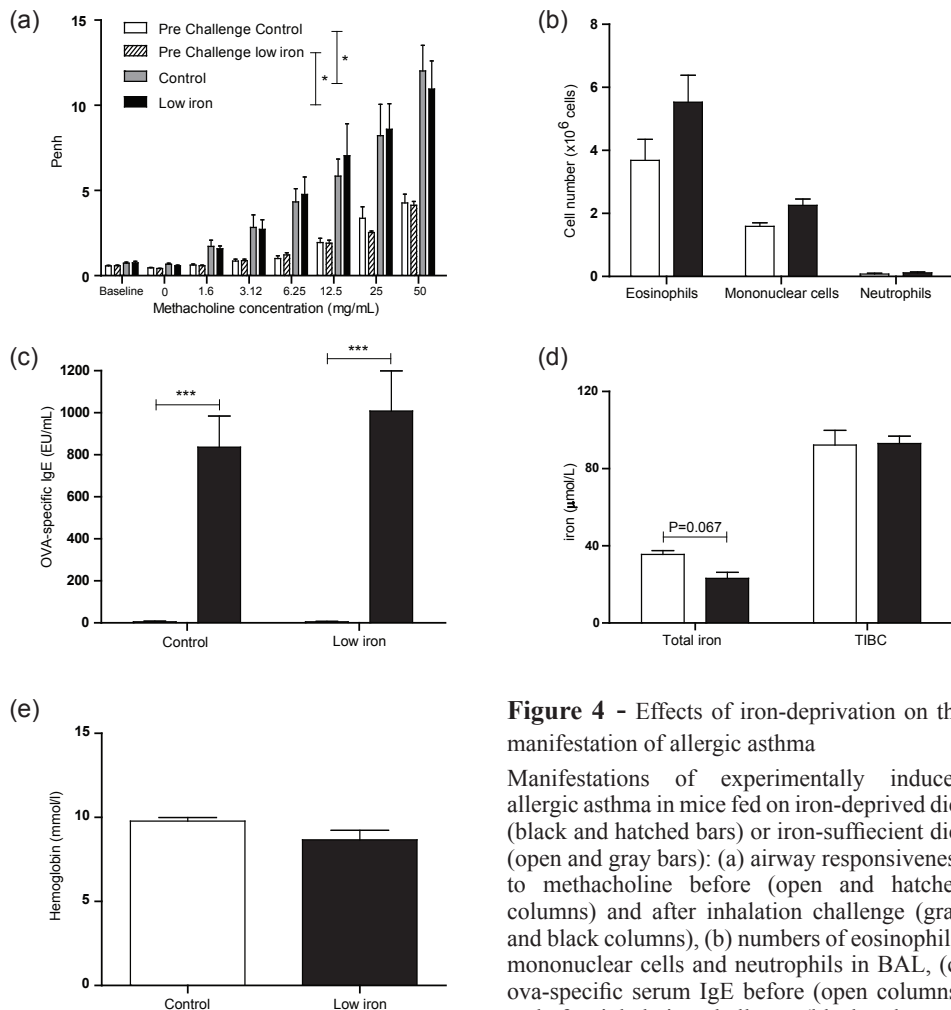 (a)
15
10
5
0
Penh
Pre Challenge Control
Pre Challenge low iron
Control
Low iron
*
*
Baseline 0 1.6 3.12 6.25 12.5 25 50
Methacholine concentration (mg/mL)
(b)
8
6
4
2
0
Cell number (x10⁶ cells)
Eosinophils Mononuclear cells Neutrophils
(c)
1200
1000
800
600
400
200
0
OVA-specific IgE (EU/mL)
***
***
Control Low iron
(d)
120
80
40
0
iron (µmol/L)
P=0.067
Total iron TIBC
(e)
15
10
5
0
Hemoglobin (mmol/l)
Control Low iron
Figure 4 - Effects of iron-deprivation on th
manifestation of allergic asthma
Manifestations of experimentally induce
allergic asthma in mice fed on iron-deprived die
(black and hatched bars) or iron-suffiecient die
(open and gray bars): (a) airway responsivenes
to methacholine before (open and hatche
columns) and after inhalation challenge (gra
and black columns), (b) numbers of eosinophil
mononuclear cells and neutrophils in BAL, (c
ova-specific serum IgE before (open columns